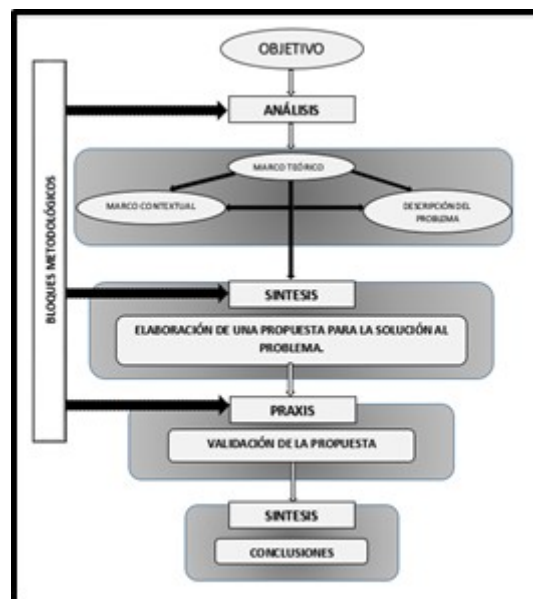 OBJETIVO
ANÁLISIS
MARCO TEÓRICO
MARCO CONTEXTUAL
DESCRIPCIÓN DEL
PROBLEMA
BLOQUES METODOLÓGICOS
SINTESIS
ELABORACIÓN DE UNA PROPUESTA PARA LA SOLUCIÓN AL
PROBLEMA.
PRAXIS
VALIDACIÓN DE LA PROPUESTA
SINTESIS
CONCLUSIONES